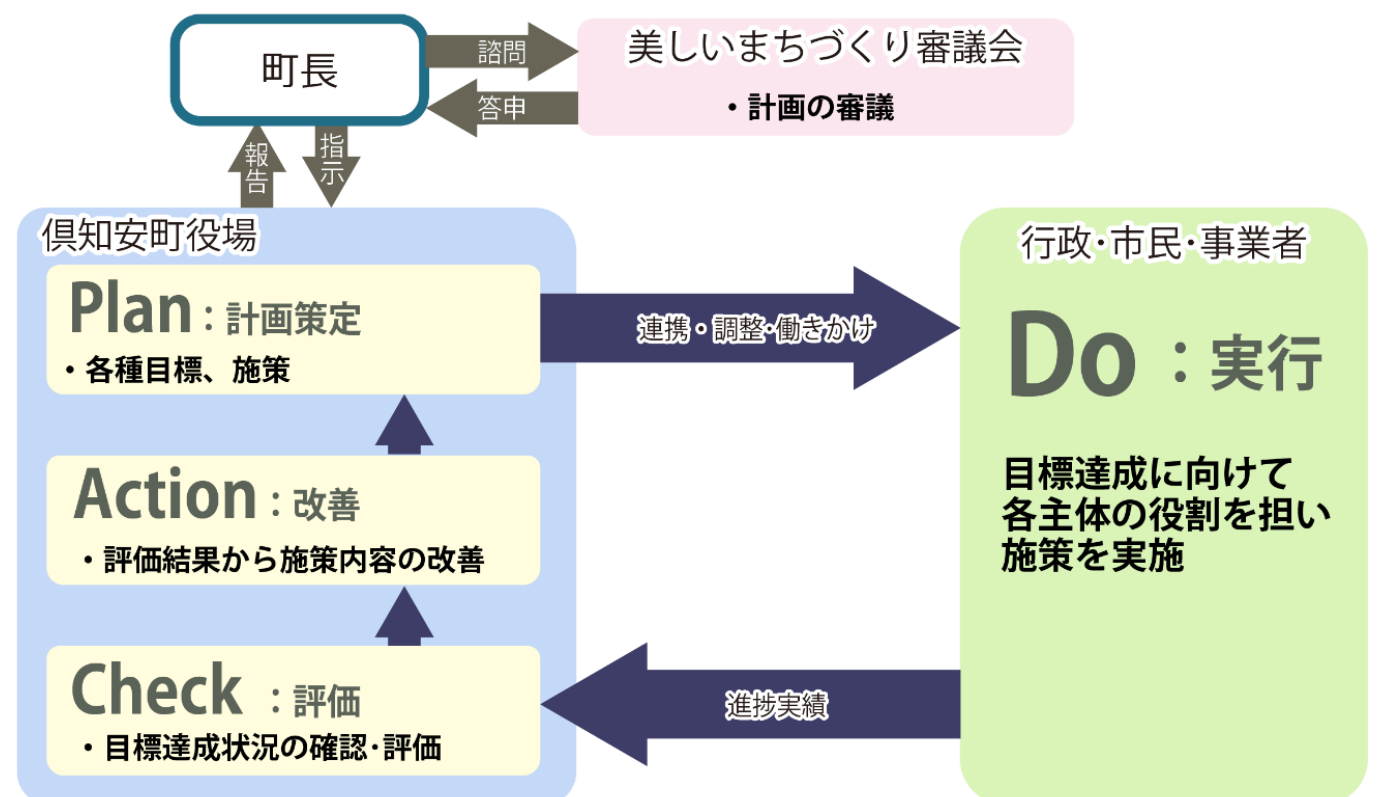 町長
諮問
答申
美しいまちづくり審議会
・計画の審議
報告
指示
倶知安町役場
Plan：計画策定
・各種目標、施策
連携・調整・働きかけ
行政・市民・事業者
Do：実行
目標達成に向けて
各主体の役割を担い
施策を実施
Action：改善
・評価結果から施策内容の改善
Check：評価
・目標達成状況の確認・評価
進捗実績